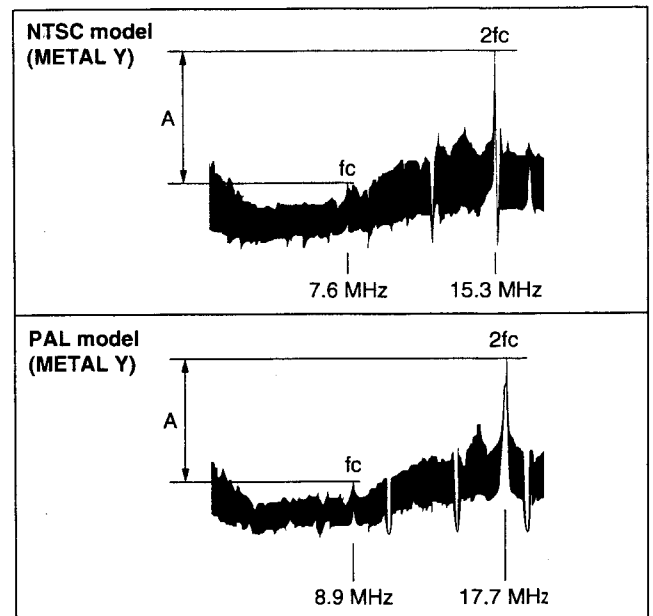 NTSC model
(METAL Y)
2fc
A
fc
7.6 MHz 15.3 MHz
PAL model
(METAL Y)
2fc
A
fc
8.9 MHz 17.7 MHz